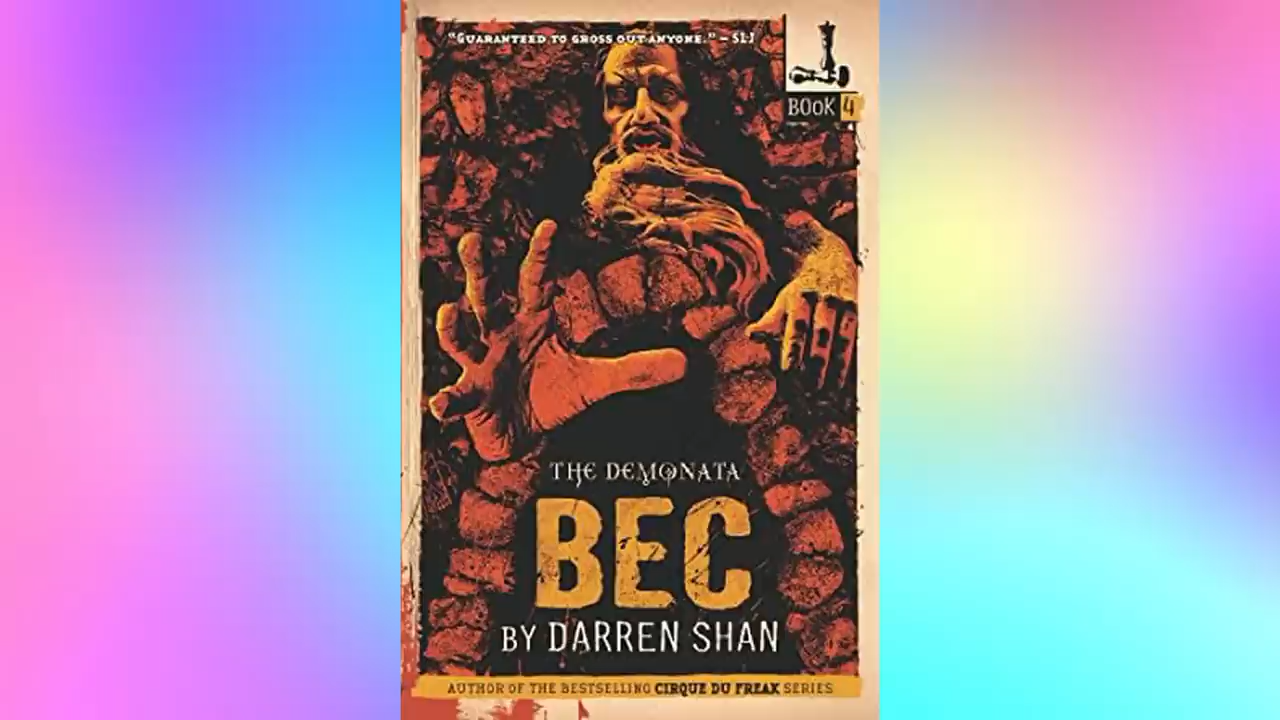 "GUARANTEED TO GROSS OUT ANYONE." – SLJ
BOOK 4
THE DEMONATA
BEC
BY DARREN SHAN
AUTHOR OF THE BESTSELLING CIRQUE DU FREAK SERIES